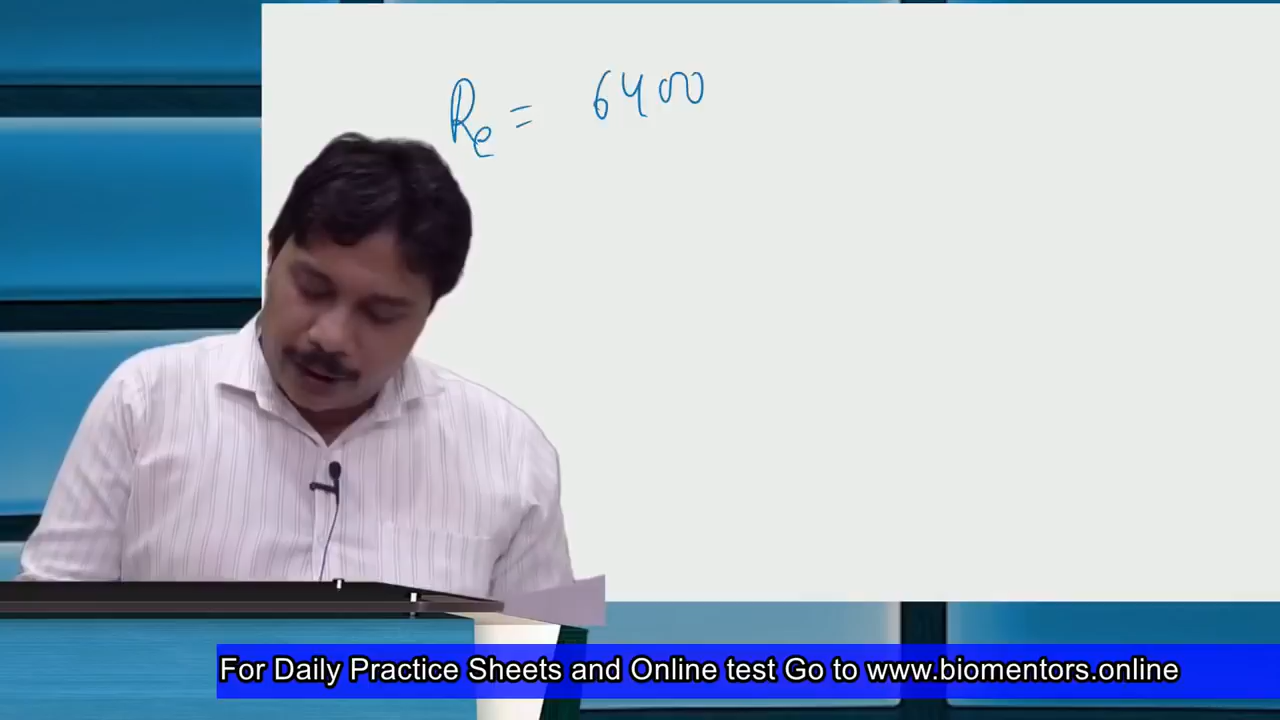 Re = 6400
For Daily Practice Sheets and Online test Go to www.biomentors.online